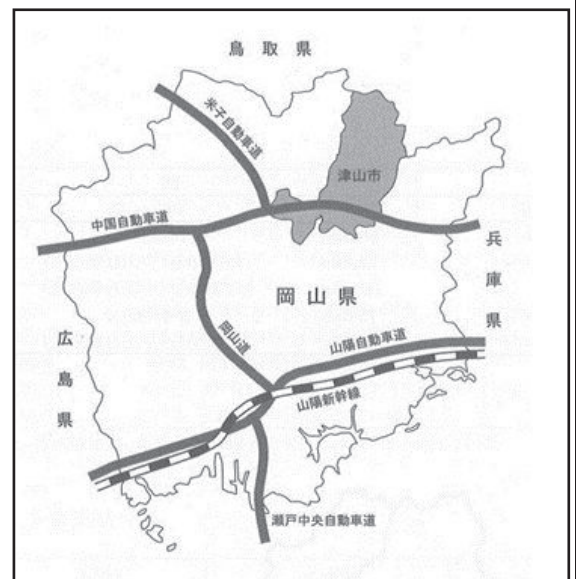 鳥取県
米子自動車道
津山市
中国自動車道
兵庫県
岡山県
広島県
岡山道
山陽自動車道
山陽新幹線
瀬戸中央自動車道